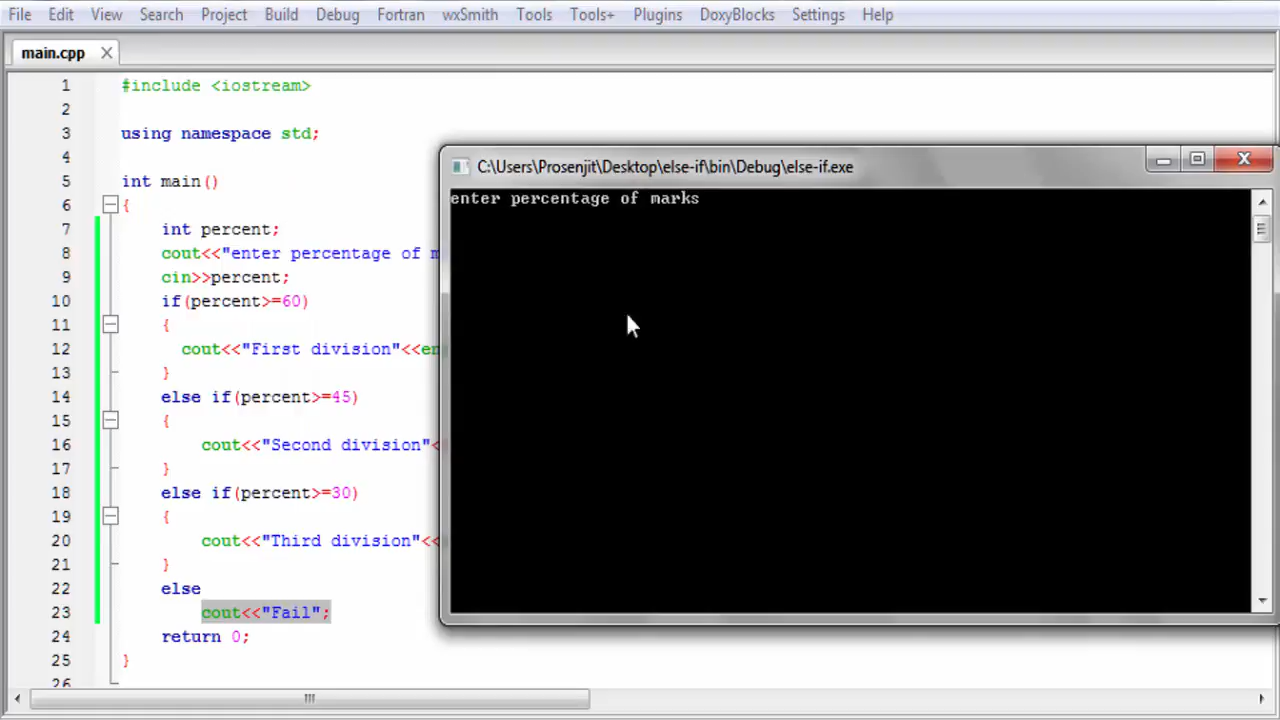 File Edit View Search Project Build Debug Fortran wxSmith Tools Tools+ Plugins DoxyBlocks Settings Help
main.cpp
1 #include <iostream>
2
3 using namespace std;
4
5 int main()
6 {
7 int percent;
8 cout<<"enter percentage of
9 cin>>percent;
10 if(percent>=60)
11 {
12 cout<<"First division"<<en
13 }
14 else if(percent>=45)
15 {
16 cout<<"Second division"<
17 }
18 else if(percent>=30)
19 {
20 cout<<"Third division"<<
21 }
22 else
23 cout<<"Fail";
24 return 0;
25 }
26
C:\Users\Prosenjit\Desktop\else-if\bin\Debug\else-if.exe
enter percentage of marks